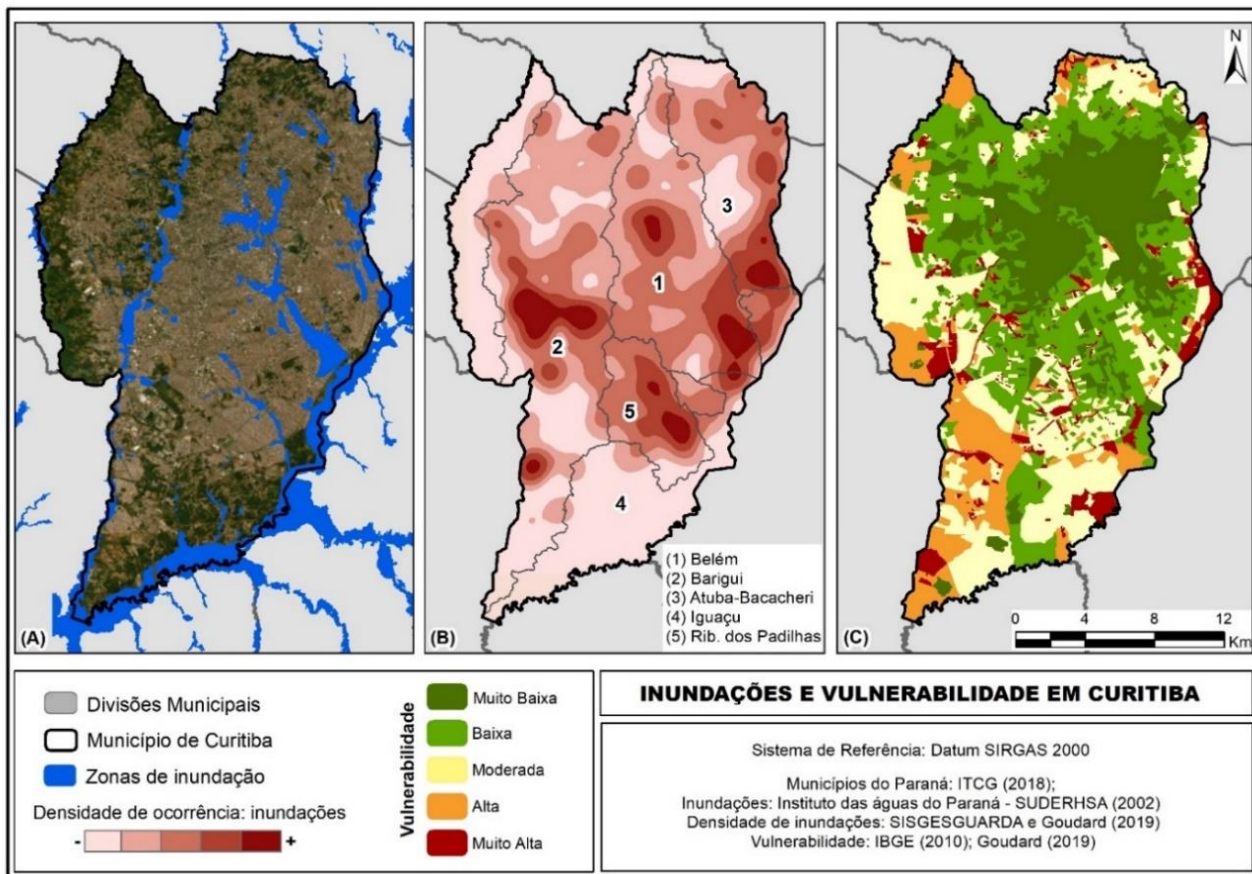 N
1
2
3
4
5
(1) Belém
(2) Barigui
(3) Atuba-Bacacheri
(4) Iguaçu
(5) Rib. dos Padilhas
0 4 8 12
Km
(A)
(B)
(C)
Divisões Municipais
Município de Curitiba
Zonas de inundação
Densidade de ocorrência: inundações
- +
Vulnerabilidade
Muito Baixa
Baixa
Moderada
Alta
Muito Alta
INUNDAÇÕES E VULNERABILIDADE EM CURITIBA
Sistema de Referência: Datum SIRGAS 2000
Municípios do Paraná: ITCG (2018);
Inundações: Instituto das águas do Paraná - SUDERHSA (2002)
Densidade de inundações: SISGESGUARDA e Goudard (2019)
Vulnerabilidade: IBGE (2010); Goudard (2019)